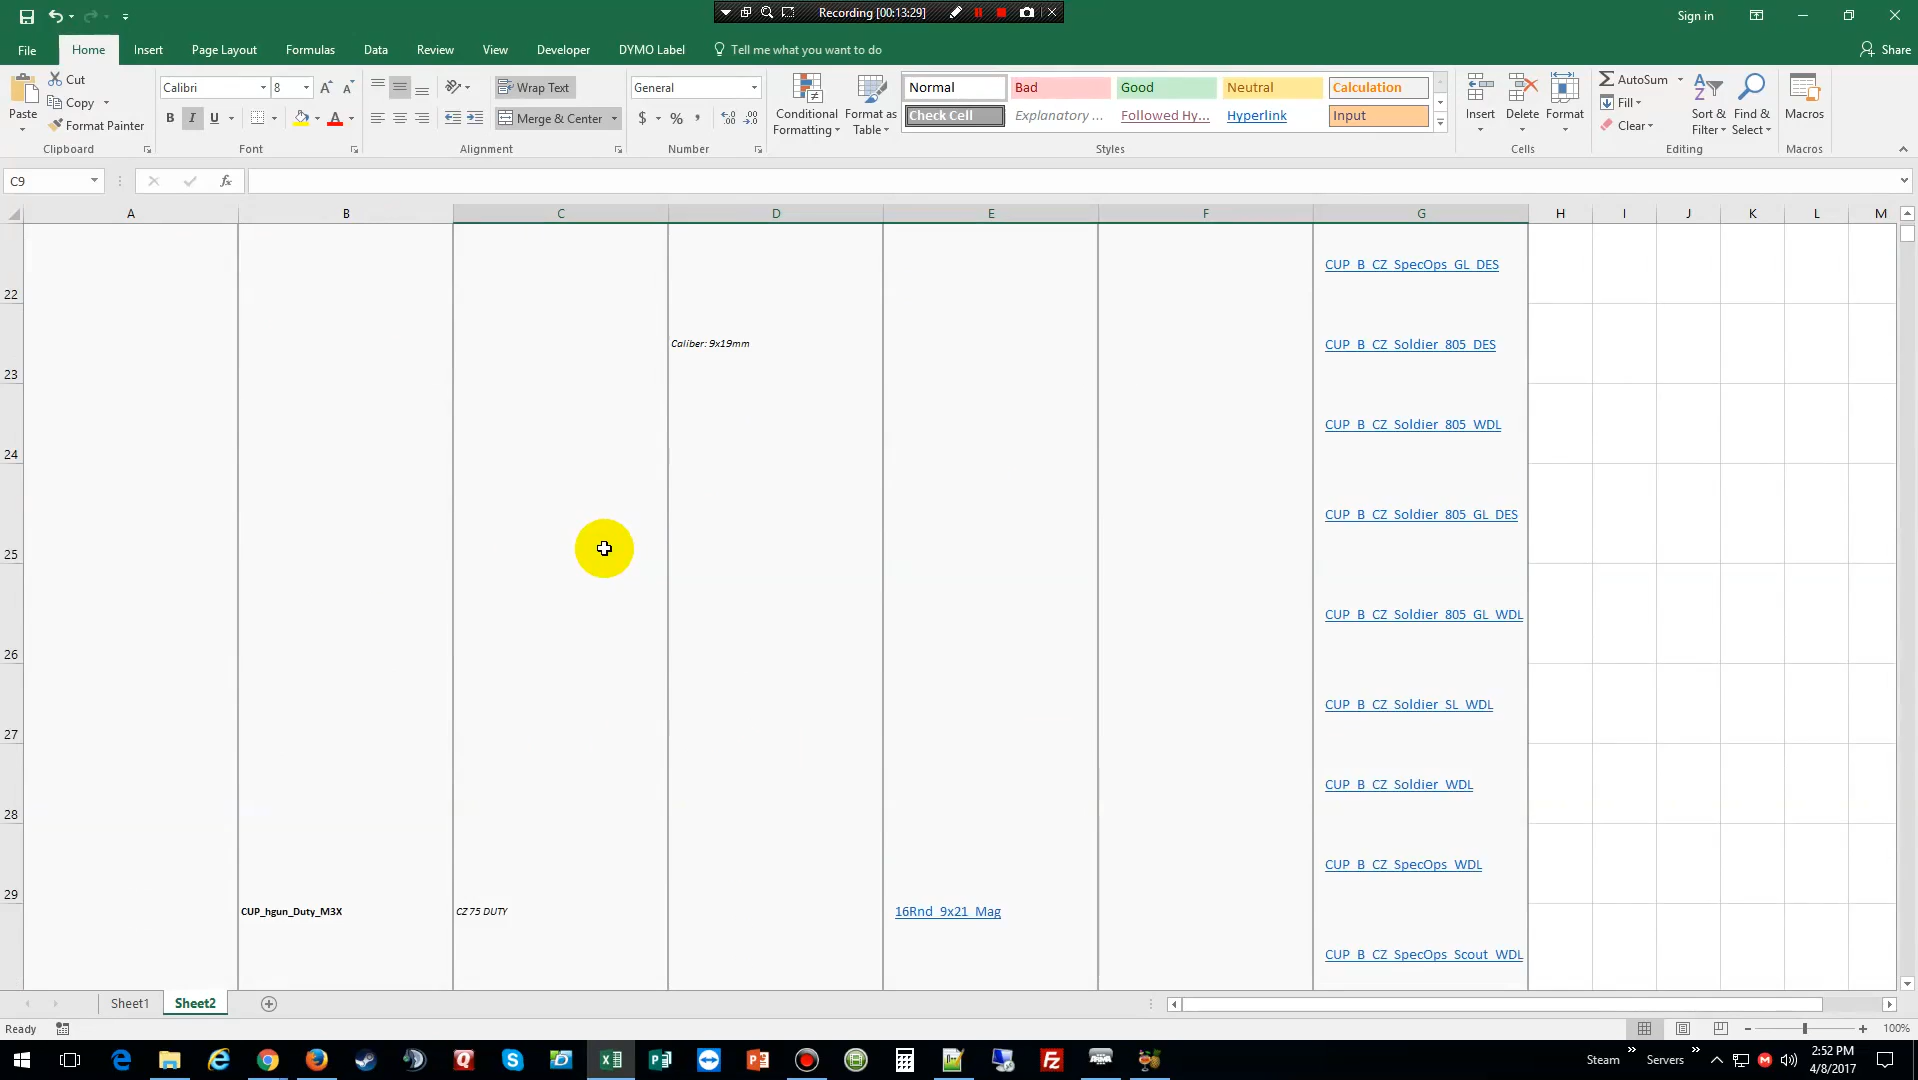 Recording [00:13:29]
Sign in
File Home Insert Page Layout Formulas Data Review View Developer DYMO Label Tell me what you want to do Share
Paste Cut Copy Format Painter Clipboard
Calibri 8 B I U A Font
Wrap Text Merge & Center Alignment
General $ % Number
Conditional Formatting Format as Table
Normal Bad Good Neutral Calculation
Check Cell Explanatory ... Followed Hy... Hyperlink Input
Styles
Insert Delete Format Cells
AutoSum Fill Clear Sort & Filter Find & Select Editing
Macros Macros
C9 fx
A B C D E F G H I J K L M
CUP_B_CZ_SpecOps_GL_DES
22
Caliber: 9x19mm CUP_B_CZ_Soldier_805_DES
23
CUP_B_CZ_Soldier_805_WDL
24
CUP_B_CZ_Soldier_805_GL_DES
25
CUP_B_CZ_Soldier_805_GL_WDL
26
CUP_B_CZ_Soldier_SL_WDL
27
CUP_B_CZ_Soldier_WDL
28
CUP_B_CZ_SpecOps_WDL
29
CUP_hgun_Duty_M3X CZ 75 DUTY 16Rnd_9x21_Mag
CUP_B_CZ_SpecOps_Scout_WDL
Sheet1 Sheet2
Ready 100%
Steam Servers 2:52 PM
4/8/2017